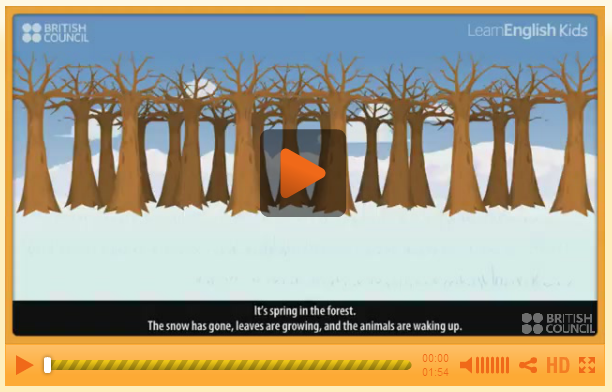 BRITISH
COUNCIL
LearnEnglish Kids
It's spring in the forest.
The snow has gone, leaves are growing, and the animals are waking up.
BRITISH
COUNCIL
00:00
01:54
HD